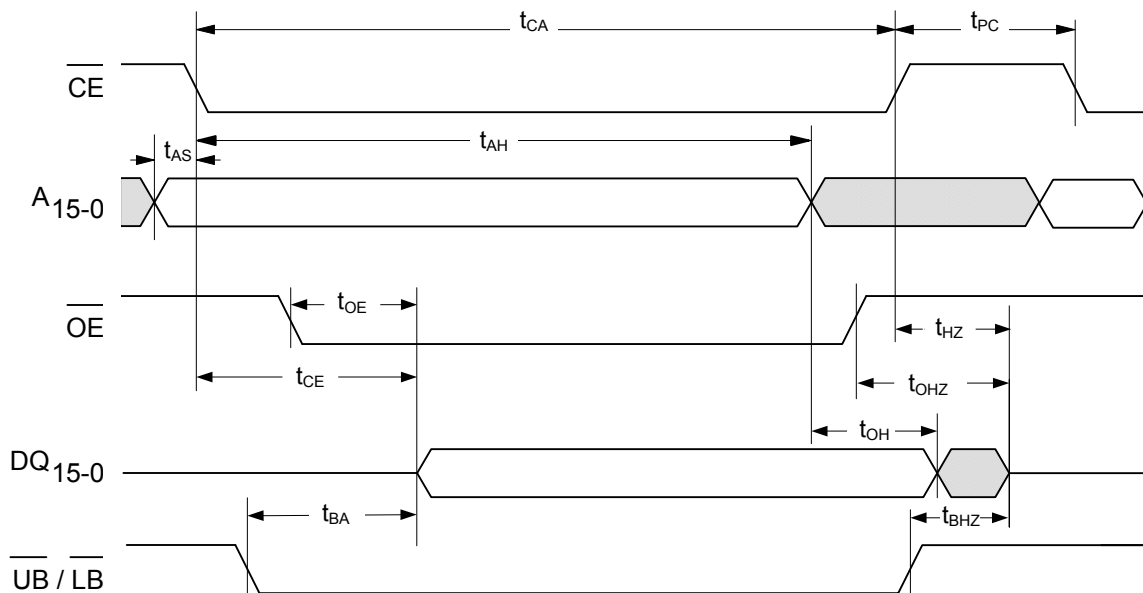 tCA
tPC
CE
tAS
tAH
A15-0
OE
tOE
tHZ
tCE
tOHZ
tOH
DQ15-0
tBA
tBHZ
UB / LB